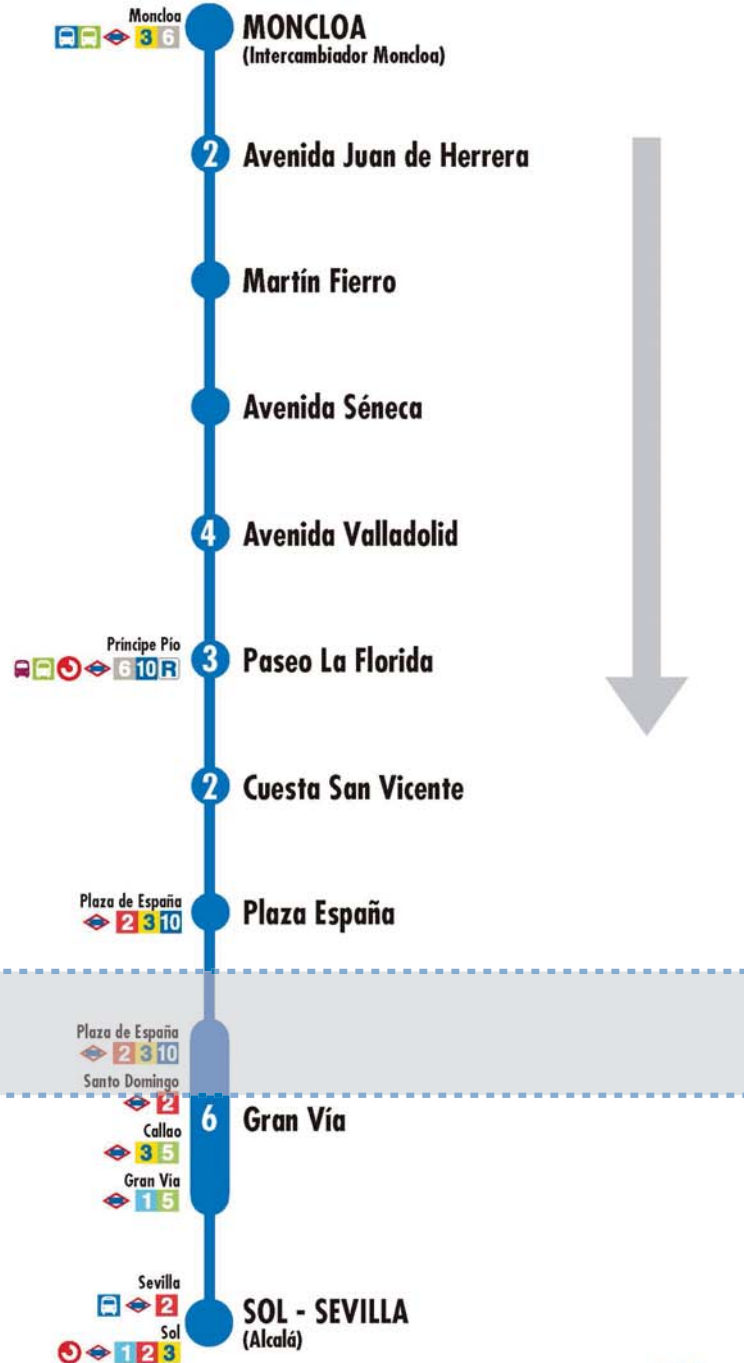 Moncloa
3 6
MONCLOA
(Intercambiador Moncloa)
2 Avenida Juan de Herrera
Martín Fierro
Avenida Séneca
4 Avenida Valladolid
Príncipe Pío
6 10 R
3 Paseo La Florida
2 Cuesta San Vicente
Plaza de España
2 3 10
Plaza España
Plaza de España
2 3 10
Santo Domingo
2
6 Gran Vía
Callao
3 5
Gran Via
1 5
Sevilla
2
SOL - SEVILLA
(Alcalá)
Sol
1 2 3